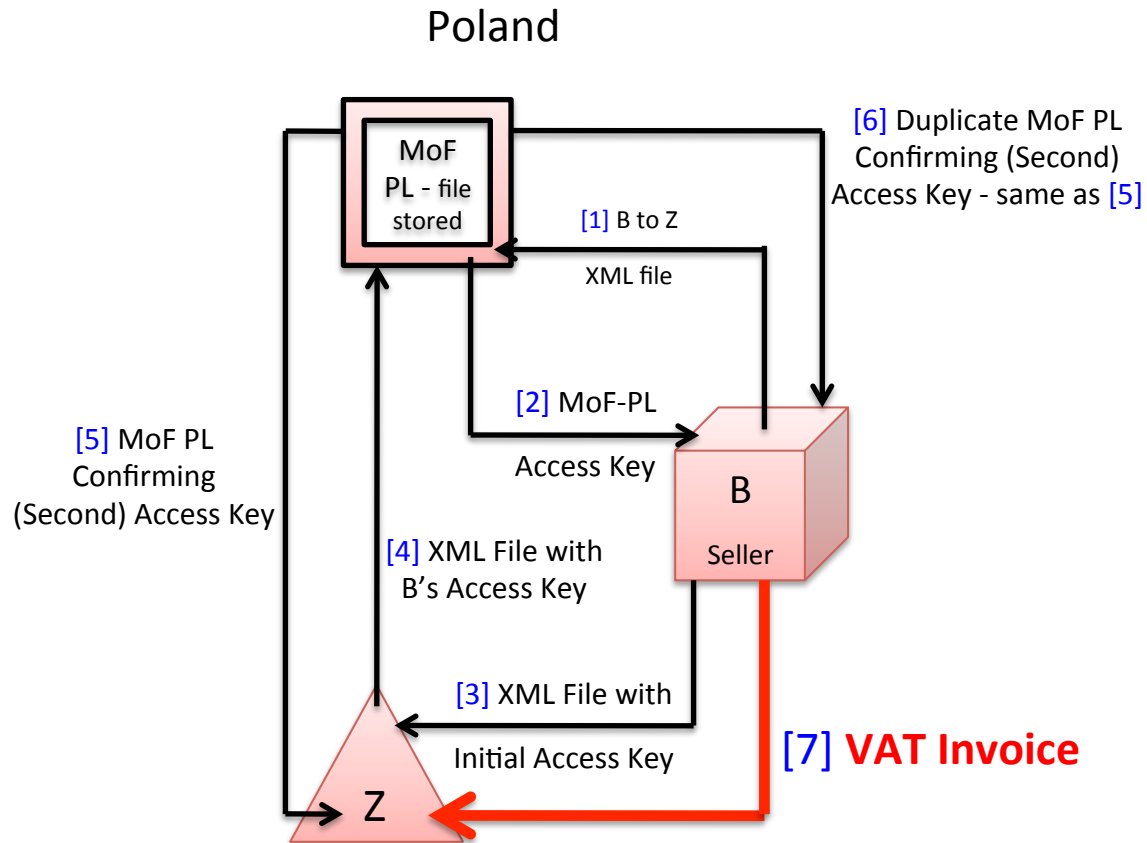 Poland
MoF
PL - file
stored
[6] Duplicate MoF PL
Confirming (Second)
Access Key - same as [5]
[1] B to Z
XML file
[2] MoF-PL
Access Key
[5] MoF PL
Confirming
(Second) Access Key
B
Seller
[4] XML File with
B's Access Key
[3] XML File with
Initial Access Key
[7] VAT Invoice
Z